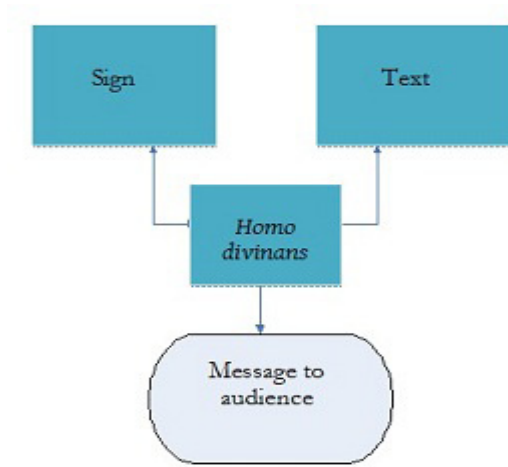 Sign
Text
Homo
divinans
Message to
audience